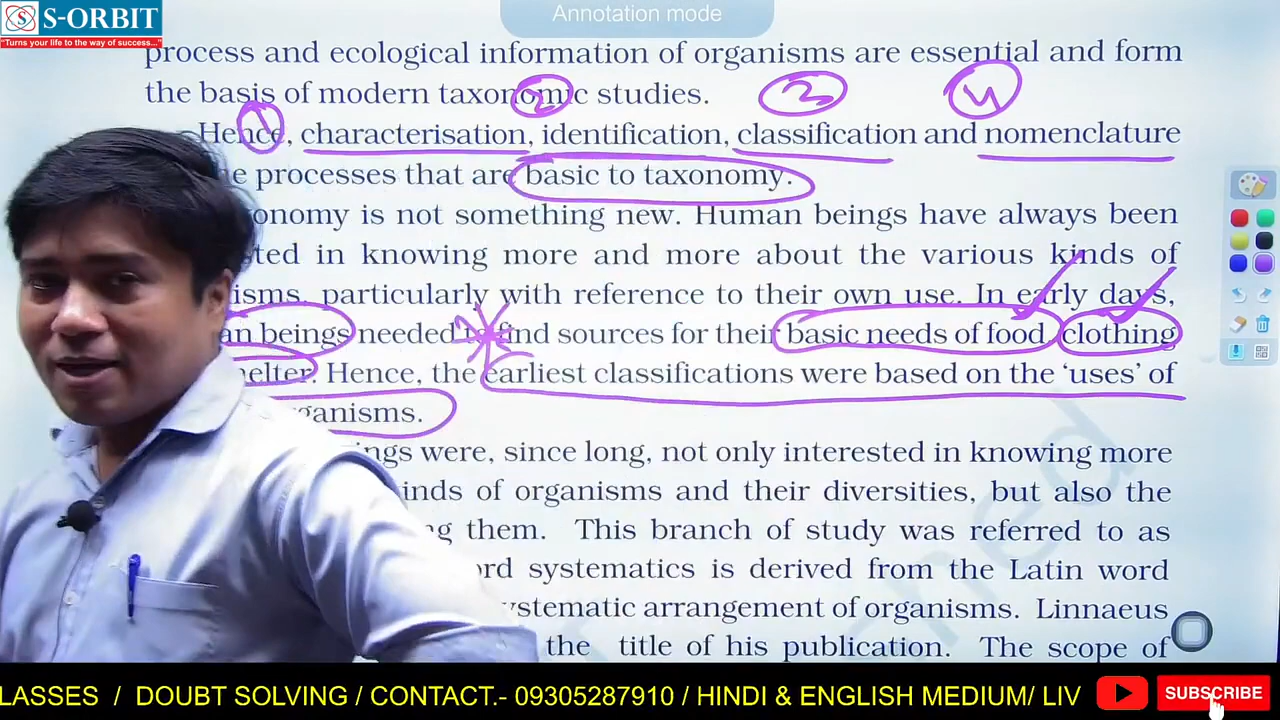 S-ORBIT
"Turns your life to the way of success..."
Annotation mode
process and ecological information of organisms are essential and form
the basis of modern taxonomic studies.
1 2 3 4
Hence, characterisation, identification, classification and nomenclature
processes that are basic to taxonomy.
onomy is not something new. Human beings have always been
sted in knowing more and more about the various kinds of
isms, particularly with reference to their own use. In early days,
an beings needed to find sources for their basic needs of food, clothing
helter. Hence, the earliest classifications were based on the ‘uses’ of
rganisms.
ngs were, since long, not only interested in knowing more
inds of organisms and their diversities, but also the
g them. This branch of study was referred to as
ord systematics is derived from the Latin word
ystematic arrangement of organisms. Linnaeus
the title of his publication. The scope of
LASSES / DOUBT SOLVING / CONTACT.- 09305287910 / HINDI & ENGLISH MEDIUM/ LIV
SUBSCRIBE